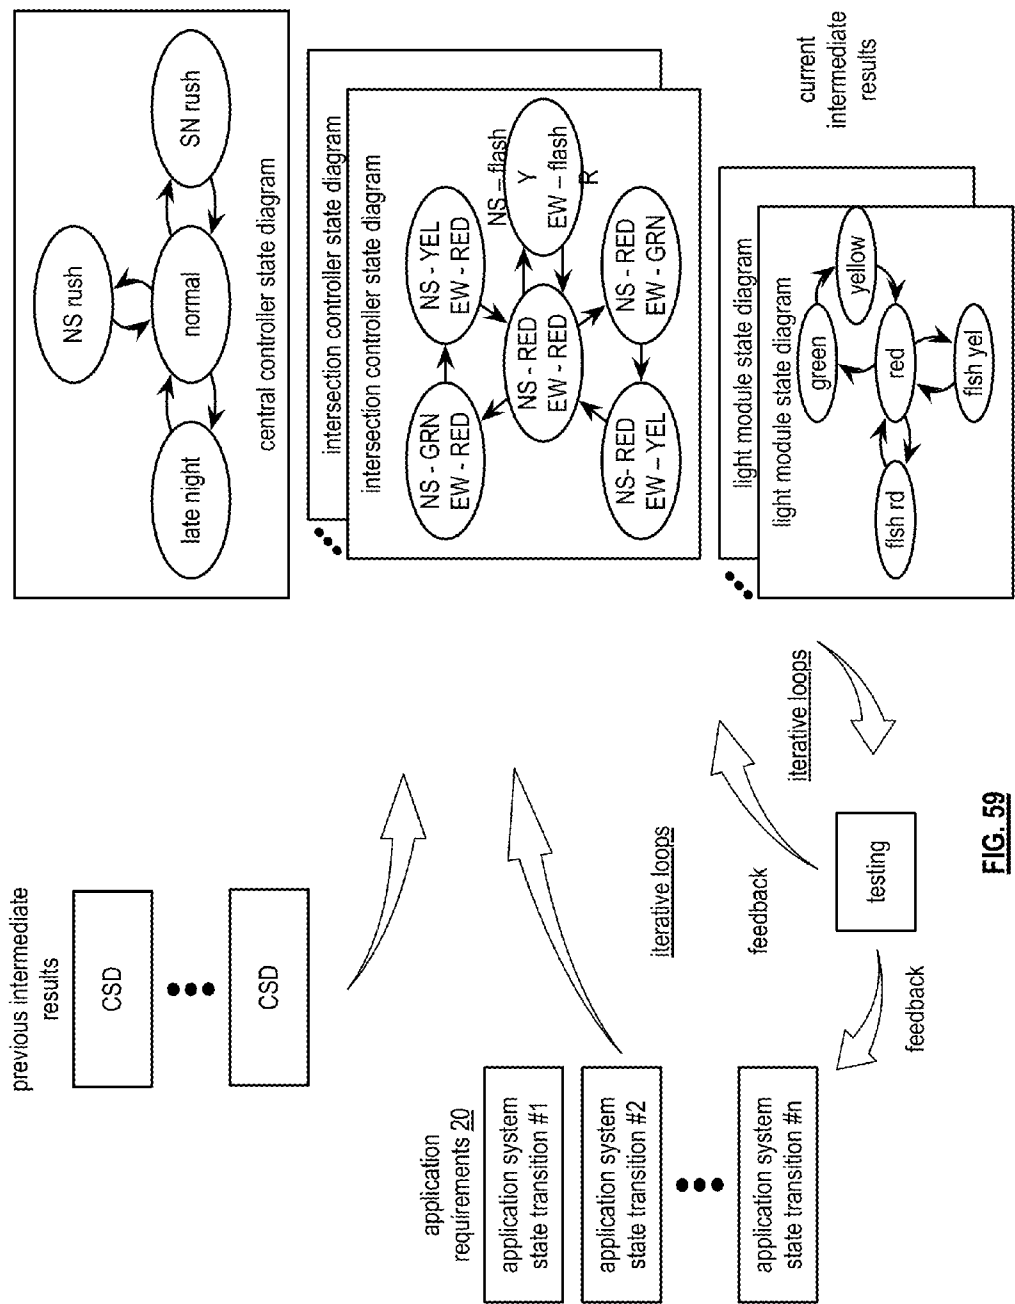 previous intermediate
results
CSD
CSD
application
requirements 20
application system
state transition #1
application system
state transition #2
application system
state transition #n
iterative loops
feedback
iterative loops
testing
feedback
NS rush
late night
normal
SN rush
central controller state diagram
intersection controller state diagram
intersection controller state diagram
NS - GRN
EW - RED
NS - YEL
EW - RED
NS - RED
EW - RED
NS – flash
Y
EW – flash
R
NS- RED
EW – YEL
NS - RED
EW - GRN
light module state diagram
light module state diagram
green
yellow
flsh rd
red
flsh yel
current
intermediate
results
FIG. 59